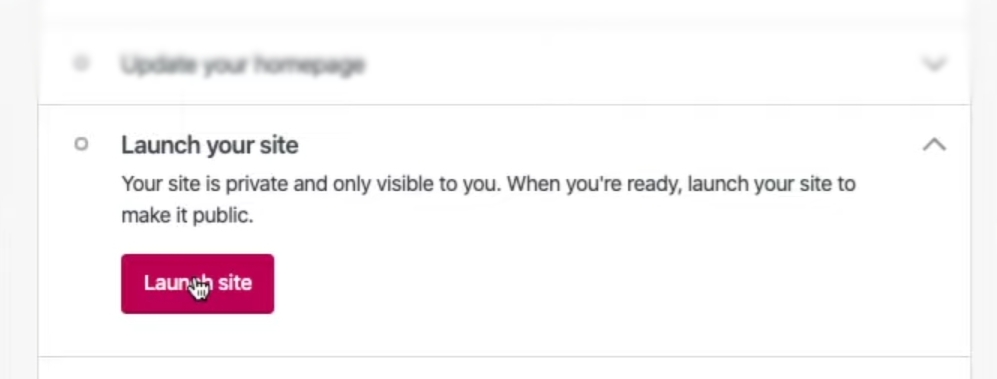 Update your homepage
Launch your site
Your site is private and only visible to you. When you're ready, launch your site to
make it public.
Launch site